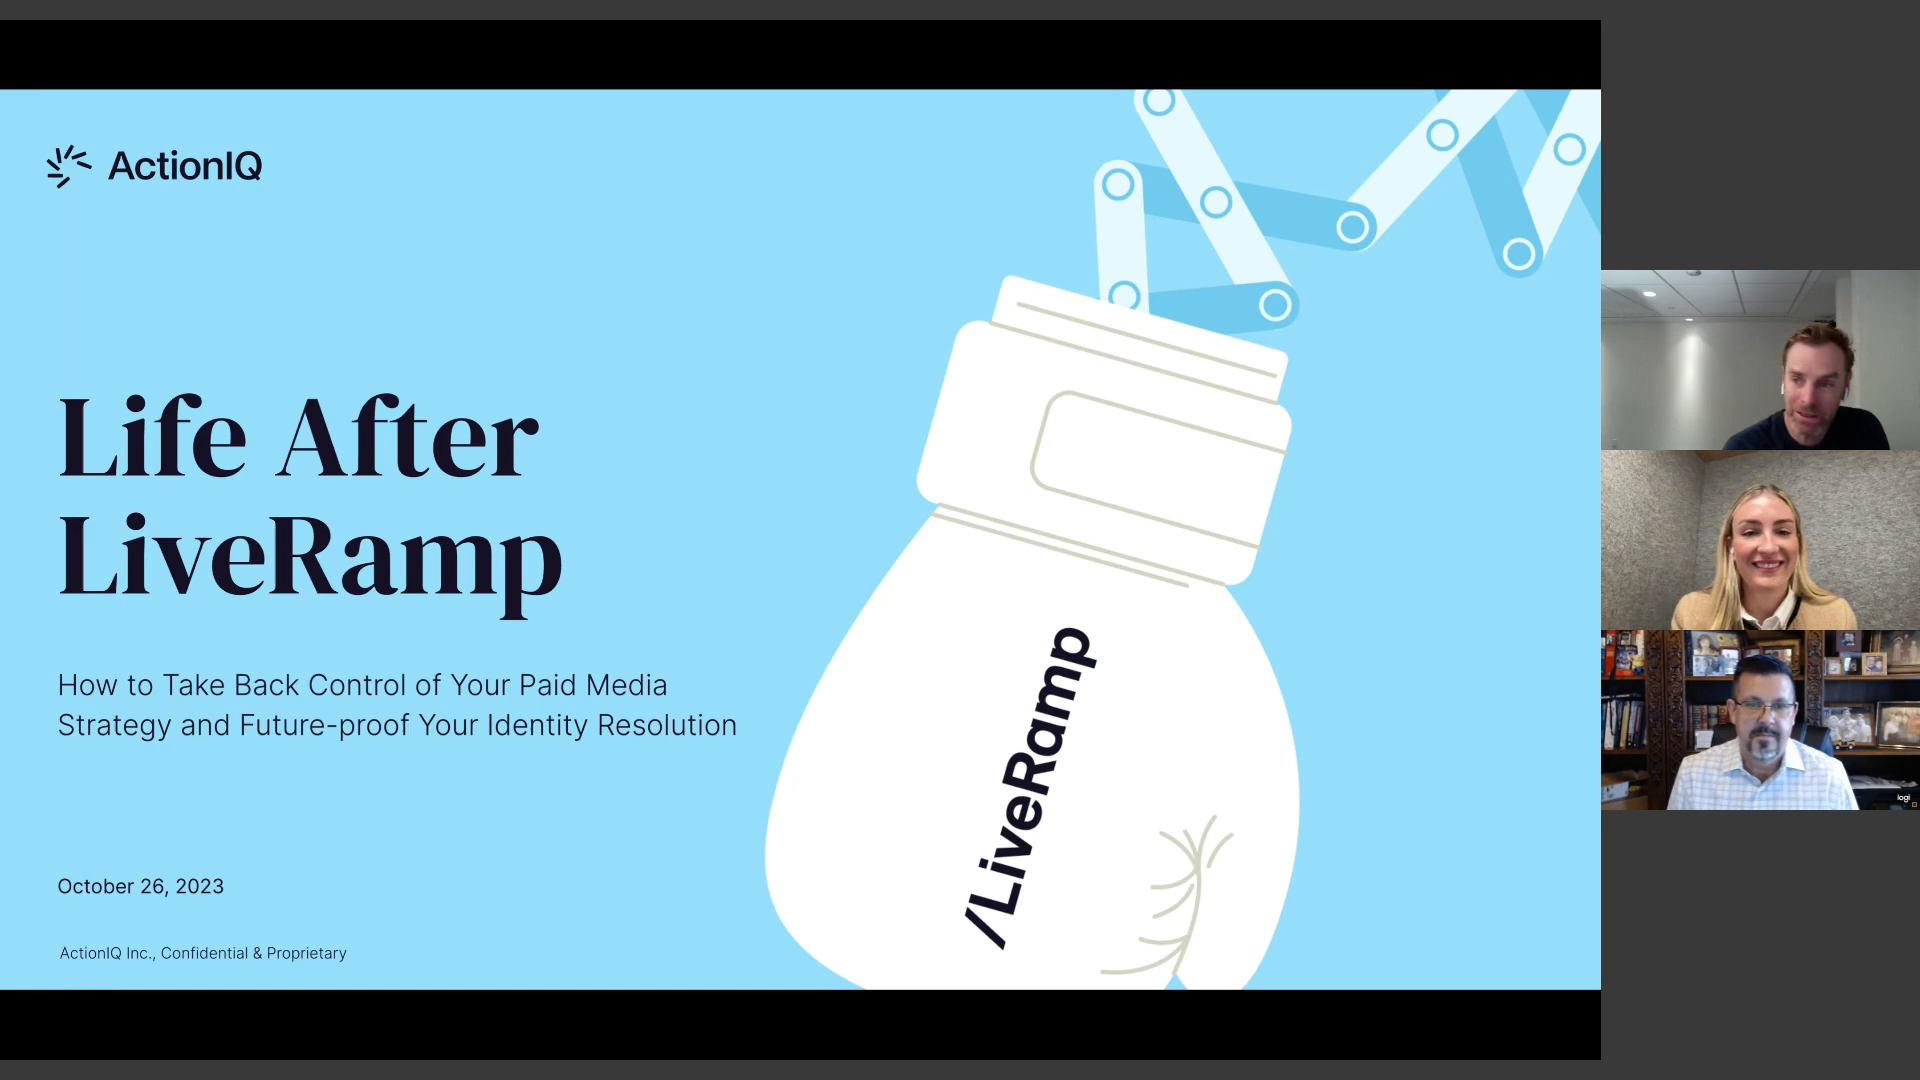 ActionIQ
Life After
LiveRamp
How to Take Back Control of Your Paid Media
Strategy and Future-proof Your Identity Resolution
October 26, 2023
ActionIQ Inc., Confidential & Proprietary
/LiveRamp
logi